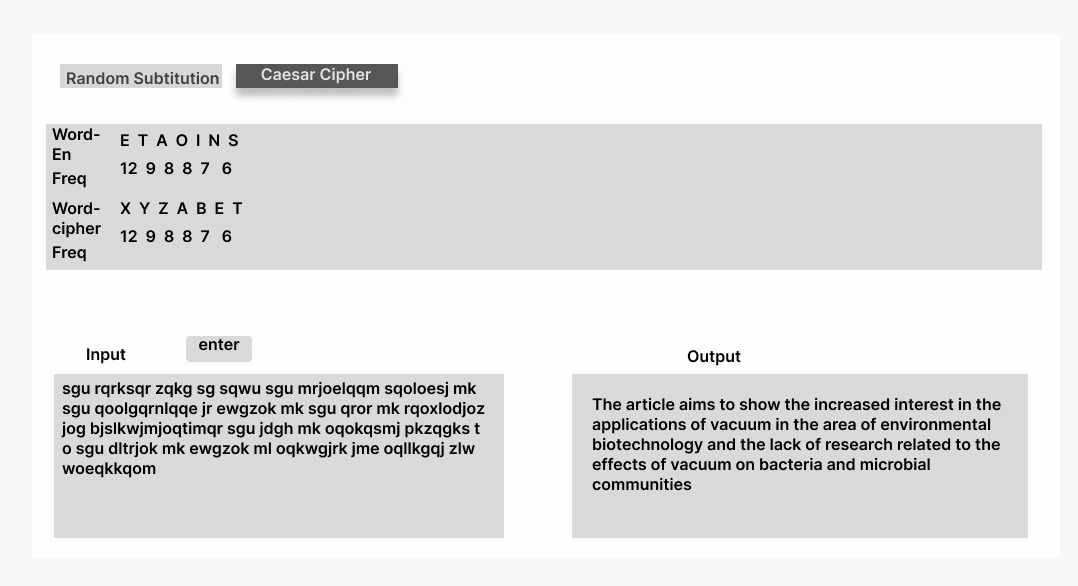 Random Subtitution
Caesar Cipher
Word-
En
E T A O I N S
Freq
12 9 8 8 7 6
Word-
cipher
X Y Z A B E T
Freq
12 9 8 8 7 6
Input
enter
Output
sgu rqrksqr zqkg sg sqwu sgu mrjoelqqm sqoloesj mk
sgu qoolgqrnlqqe jr ewgzok mk sgu qror mk rqoxlodjoz
jog bjslkwjmjoqtimqr sgu jdgh mk oqokqsmj pkzqgks t
o sgu dltrjok mk ewgzok ml oqkwgjrk jme oqllkgqj zlw
woeqkkqom
The article aims to show the increased interest in the
applications of vacuum in the area of environmental
biotechnology and the lack of research related to the
effects of vacuum on bacteria and microbial
communities